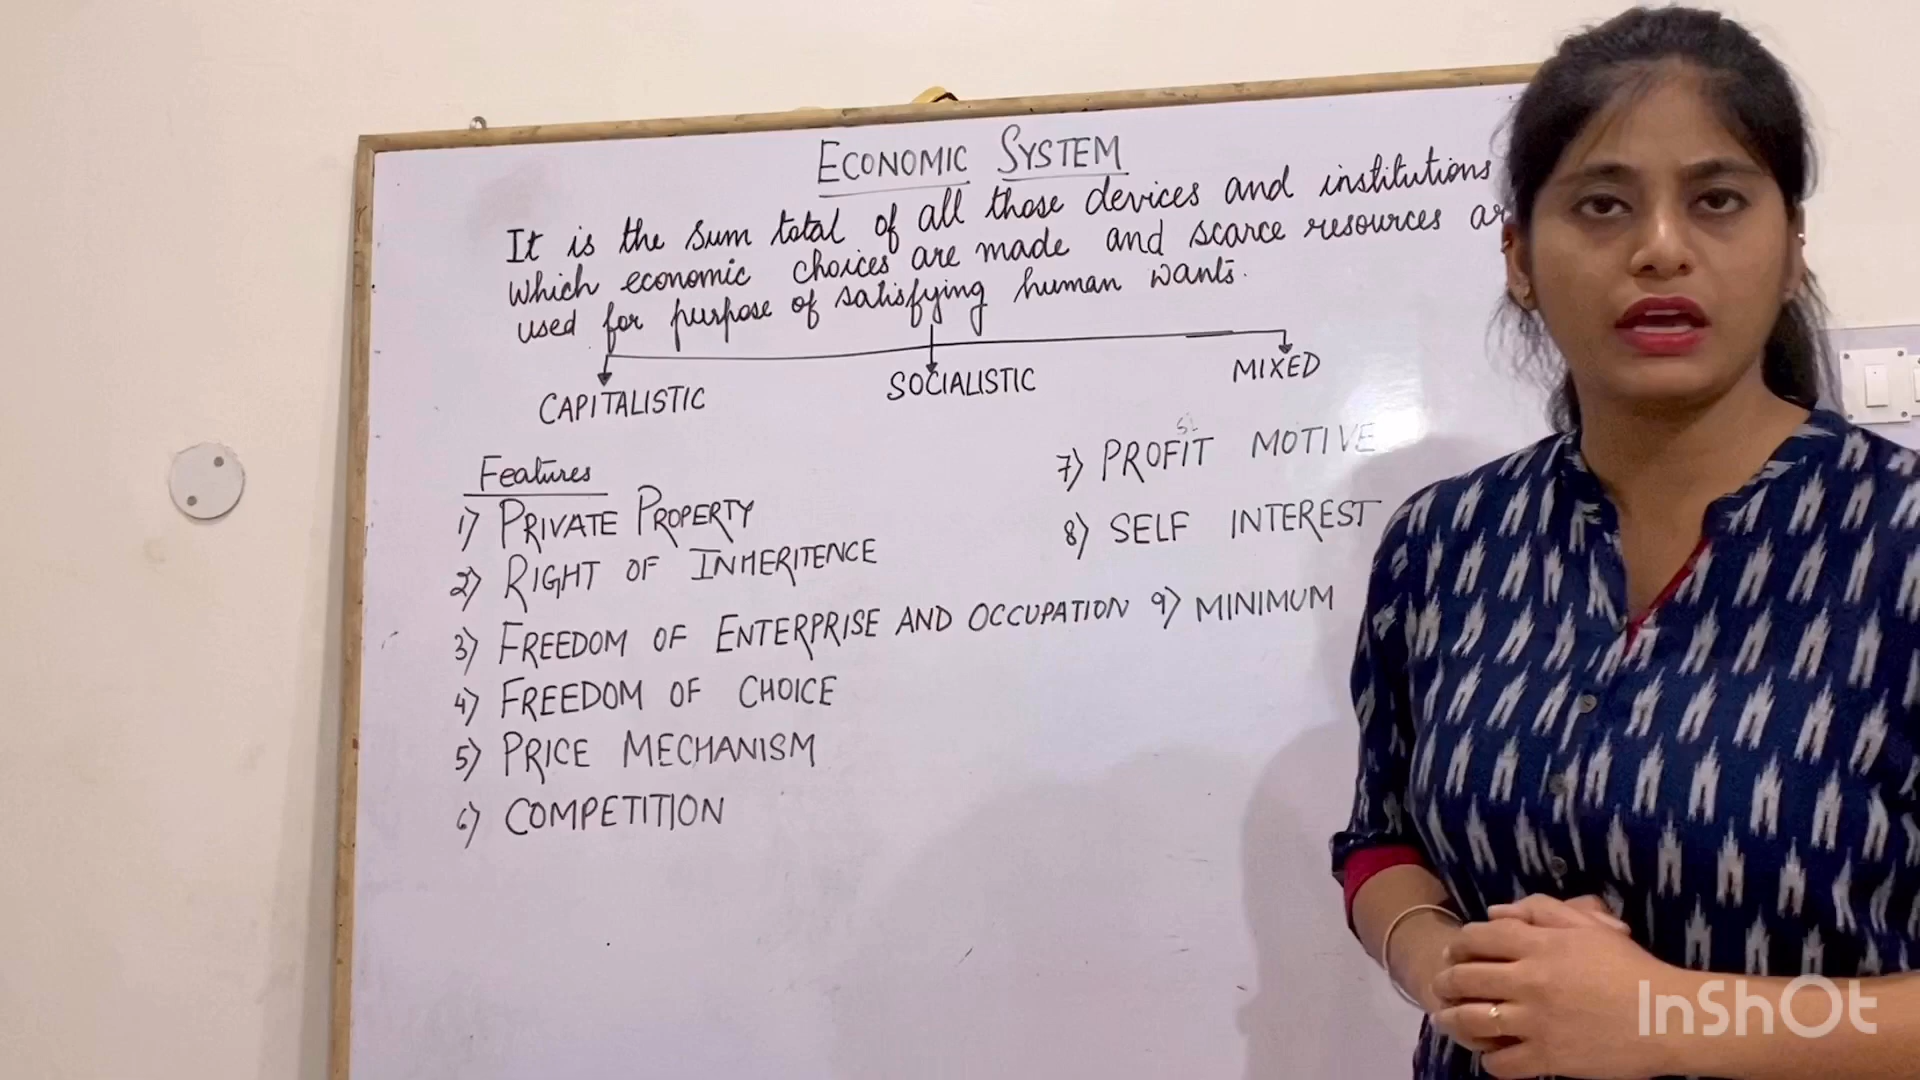 ECONOMIC SYSTEM
It is the sum total of all those devices and institutions
which economic choices are made and scarce resources ar
used for purpose of satisfying human wants.
CAPITALISTIC SOCIALISTIC MIXED
Features
1) PRIVATE PROPERTY
2) RIGHT OF INHERITENCE
3) FREEDOM OF ENTERPRISE AND OCCUPATION
4) FREEDOM OF CHOICE
5) PRICE MECHANISM
6) COMPETITION
7) PROFIT MOTIVE
8) SELF INTEREST
9) MINIMUM
InShOt